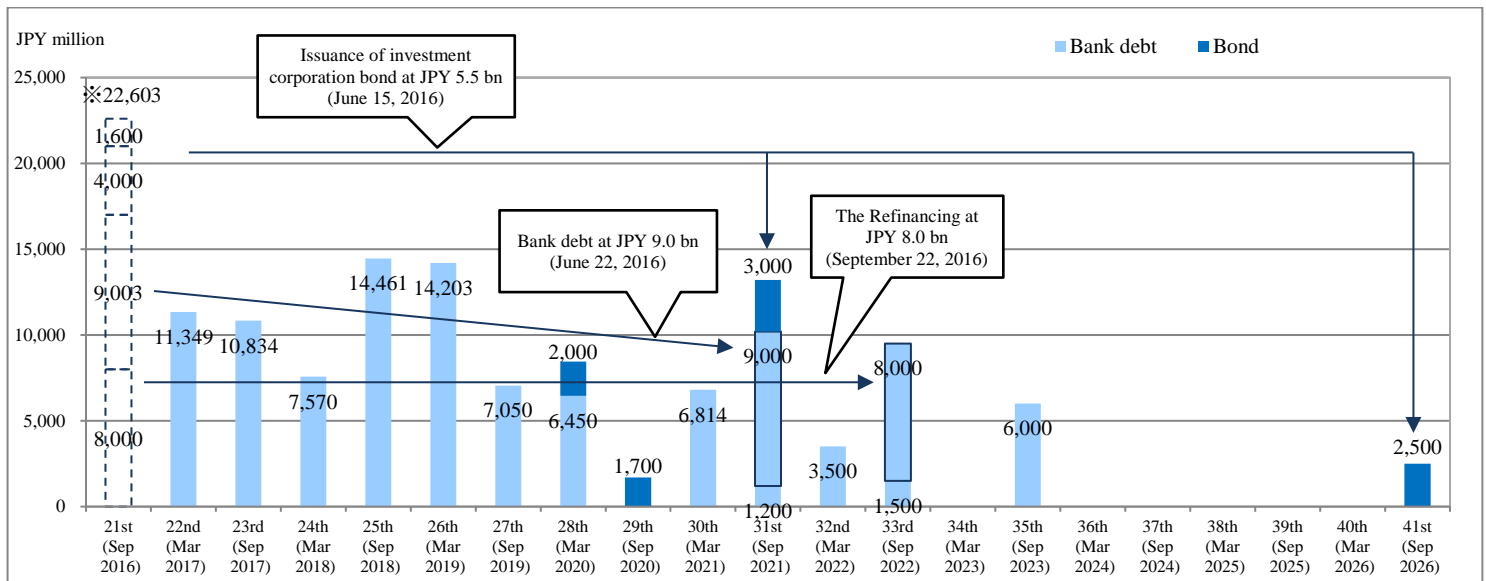 JPY million
Issuance of investment
corporation bond at JPY 5.5 bn
(June 15, 2016)
Bank debt
Bond
25,000
20,000
15,000
10,000
5,000
0
※22,603
1,600
4,000
9,003
8,000
Bank debt at JPY 9.0 bn
(June 22, 2016)
The Refinancing at
JPY 8.0 bn
(September 22, 2016)
11,349
10,834
7,570
14,461
14,203
7,050
2,000
6,450
1,700
6,814
3,000
9,000
1,200
3,500
8,000
1,500
6,000
2,500
21st
(Sep
2016)
22nd
(Mar
2017)
23rd
(Sep
2017)
24th
(Mar
2018)
25th
(Sep
2018)
26th
(Mar
2019)
27th
(Sep
2019)
28th
(Mar
2020)
29th
(Sep
2020)
30th
(Mar
2021)
31st
(Sep
2021)
32nd
(Mar
2022)
33rd
(Sep
2022)
34th
(Mar
2023)
35th
(Sep
2023)
36th
(Mar
2024)
37th
(Sep
2024)
38th
(Mar
2025)
39th
(Sep
2025)
40th
(Mar
2026)
41st
(Sep
2026)